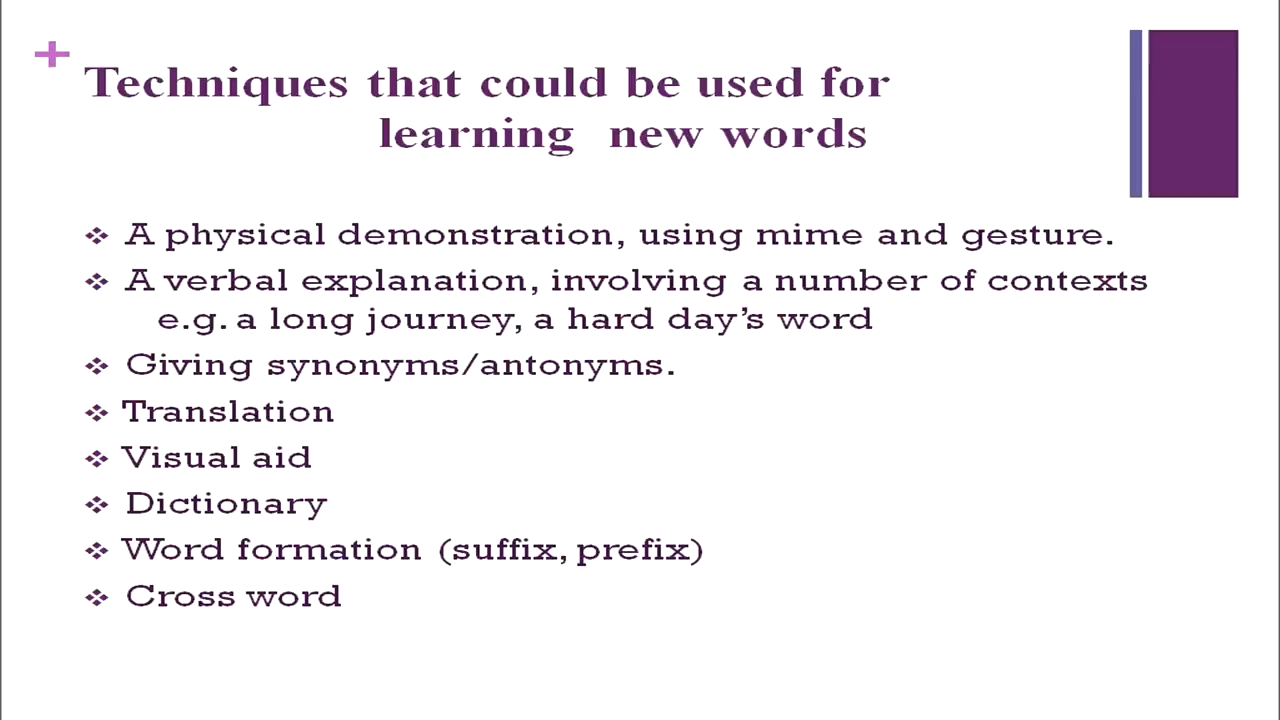 Techniques that could be used for
learning new words
❖ A physical demonstration, using mime and gesture.
❖ A verbal explanation, involving a number of contexts
e.g. a long journey, a hard day’s word
❖ Giving synonyms/antonyms.
❖ Translation
❖ Visual aid
❖ Dictionary
❖ Word formation (suffix, prefix)
❖ Cross word